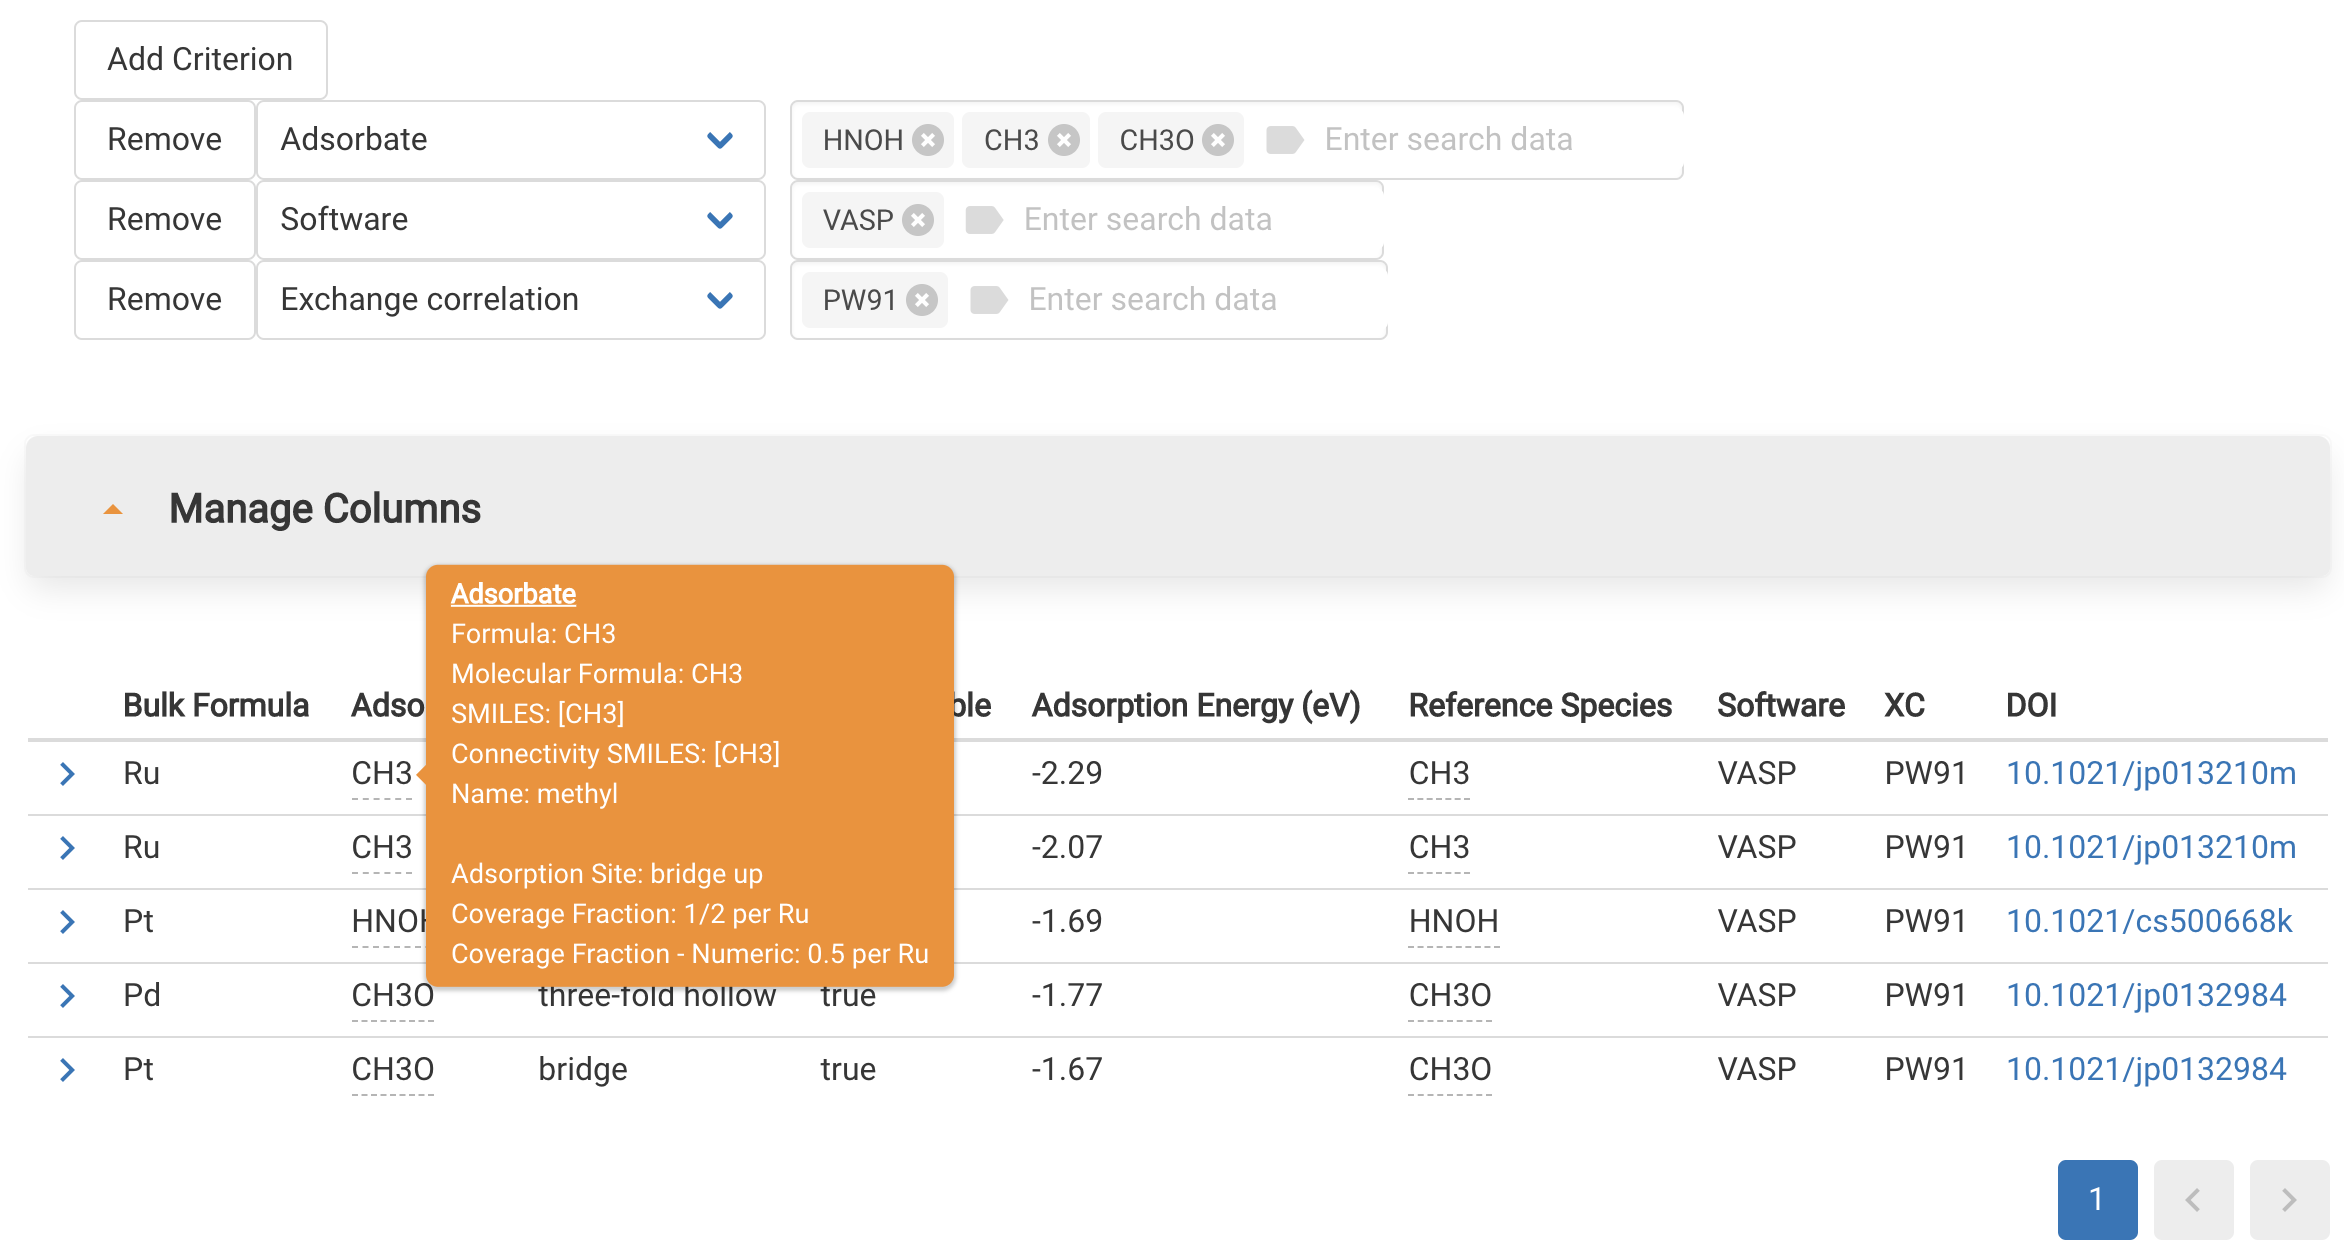 Add Criterion
Remove Adsorbate HNOH CH3 CH3O Enter search data
Remove Software VASP Enter search data
Remove Exchange correlation PW91 Enter search data
Manage Columns
Adsorbate
Formula: CH3
Molecular Formula: CH3
SMILES: [CH3]
Connectivity SMILES: [CH3]
Name: methyl
Adsorption Site: bridge up
Coverage Fraction: 1/2 per Ru
Coverage Fraction - Numeric: 0.5 per Ru
Bulk Formula Adsorption Energy (eV) Reference Species Software XC DOI
Ru CH3 -2.29 CH3 VASP PW91 10.1021/jp013210m
Ru CH3 -2.07 CH3 VASP PW91 10.1021/jp013210m
Pt HNOH -1.69 HNOH VASP PW91 10.1021/cs500668k
Pd CH3O three-fold hollow true -1.77 CH3O VASP PW91 10.1021/jp0132984
Pt CH3O bridge true -1.67 CH3O VASP PW91 10.1021/jp0132984
1